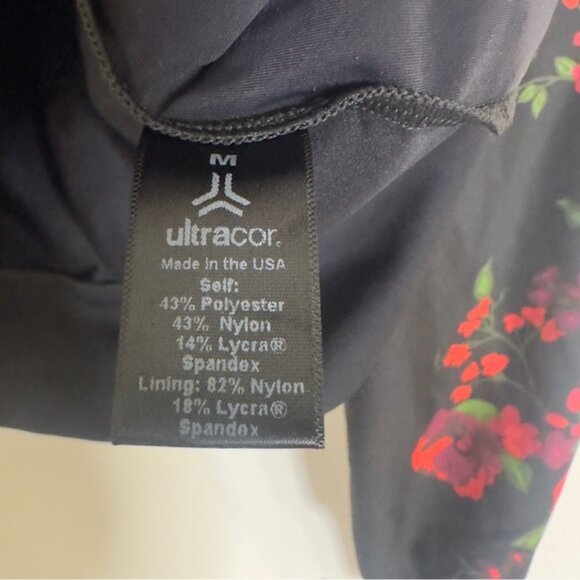 M
ultracor.
Made in the USA
Self:
43% Polyester
43% Nylon
14% Lycra®
Spandex
Lining: 82% Nylon
18% Lycra®
Spandex